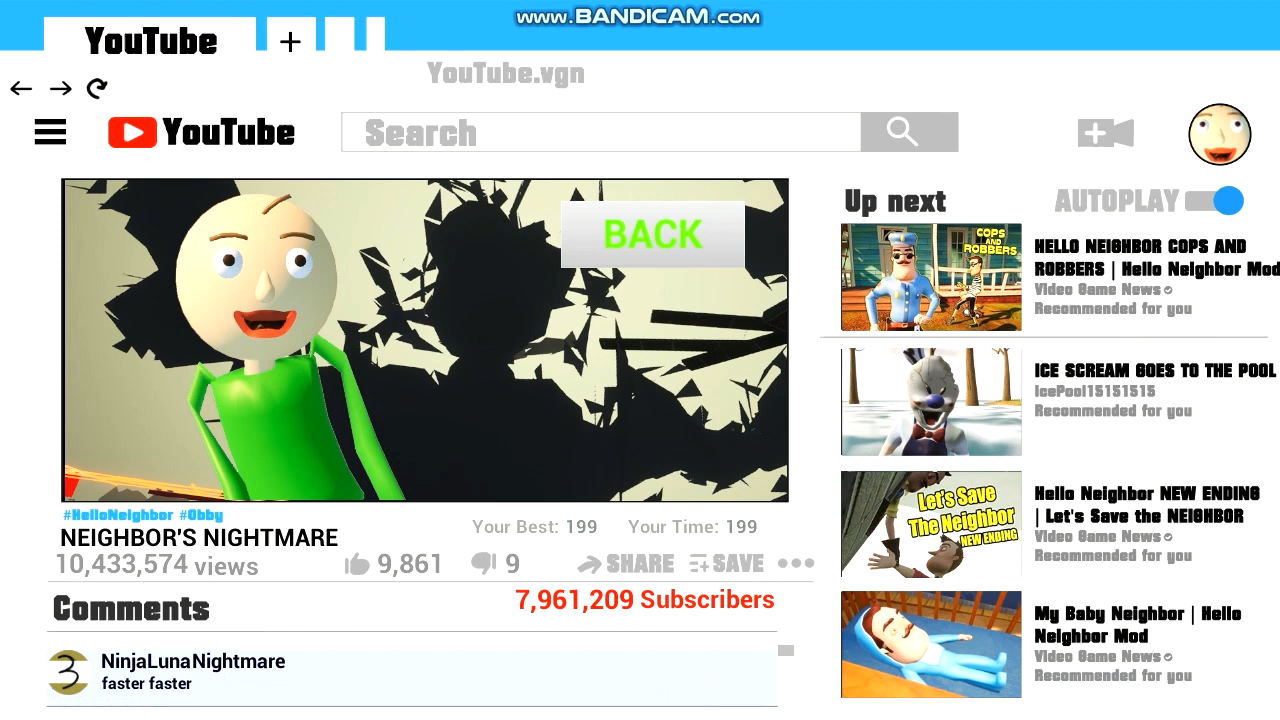 www.BANDICAM.com
YouTube
+
YouTube.vgn
YouTube
Search
BACK
#HelloNeighbor #Obby
NEIGHBOR'S NIGHTMARE
Your Best: 199
Your Time: 199
10,433,574 views
9,861
9
SHARE
SAVE
7,961,209 Subscribers
Comments
3
NinjaLunaNightmare
faster faster
Up next
AUTOPLAY
COPS
AND
ROBBERS
HELLO NEIGHBOR COPS AND
ROBBERS | Hello Neighbor Mod
Video Game News
Recommended for you
ICE SCREAM GOES TO THE POOL
IcePool15151515
Recommended for you
Let's Save
The Neighbor
NEW ENDING
Hello Neighbor NEW ENDING
| Let's Save the NEIGHBOR
Video Game News
Recommended for you
My Baby Neighbor | Hello
Neighbor Mod
Video Game News
Recommended for you